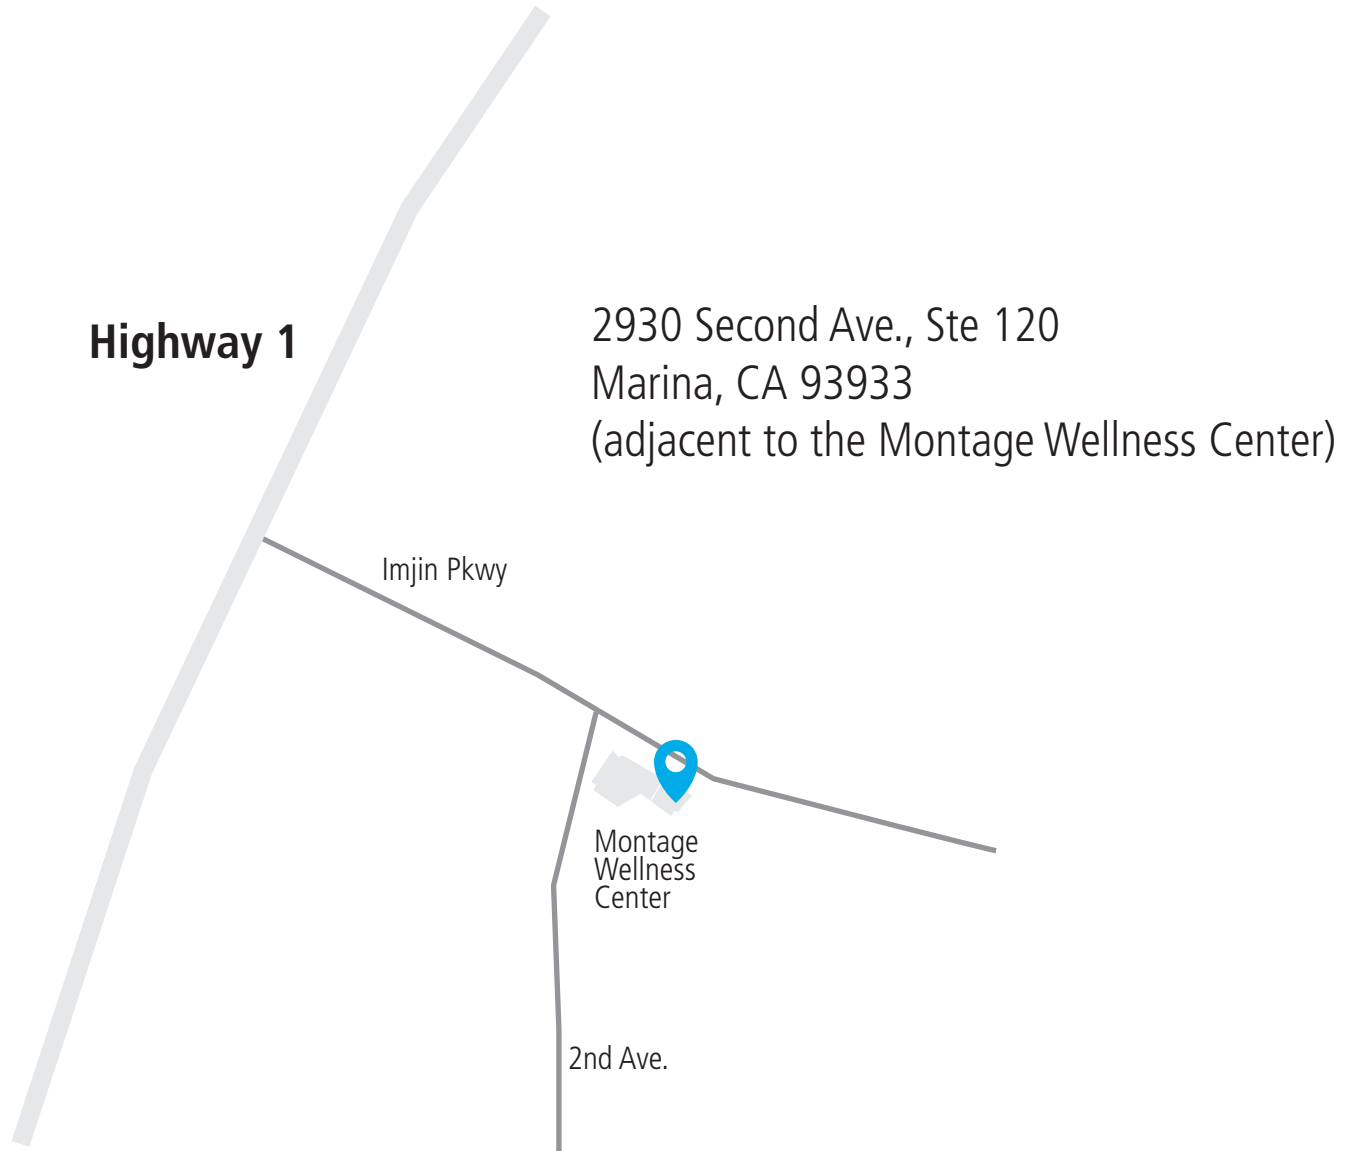 Highway 1
2930 Second Ave., Ste 120
Marina, CA 93933
(adjacent to the Montage Wellness Center)
Imjin Pkwy
Montage
Wellness
Center
2nd Ave.